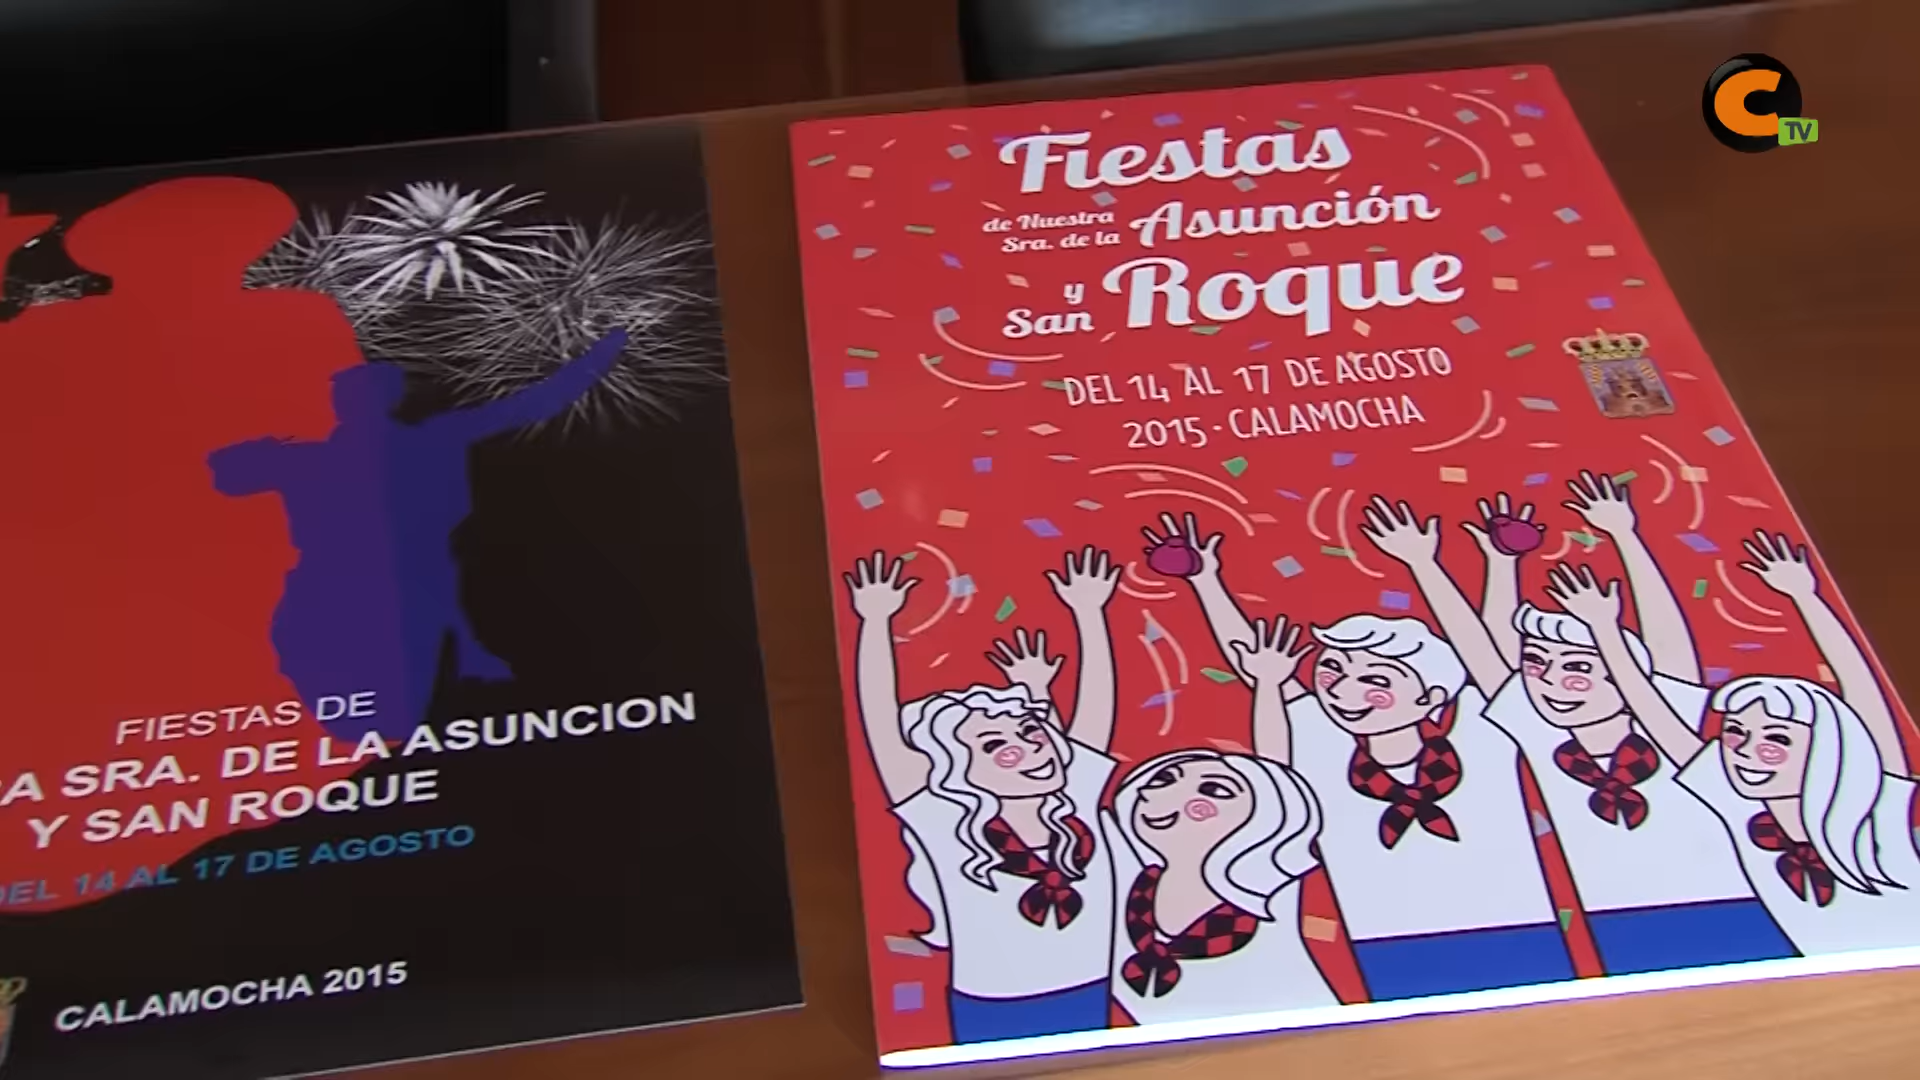 FIESTAS DE
SRA. DE LA ASUNCION
Y SAN ROQUE
DEL 14 AL 17 DE AGOSTO
CALAMOCHA 2015
Fiestas
de Nuestra
Sra. de la Asunción
y
San Roque
DEL 14 AL 17 DE AGOSTO
2015 · CALAMOCHA
C TV